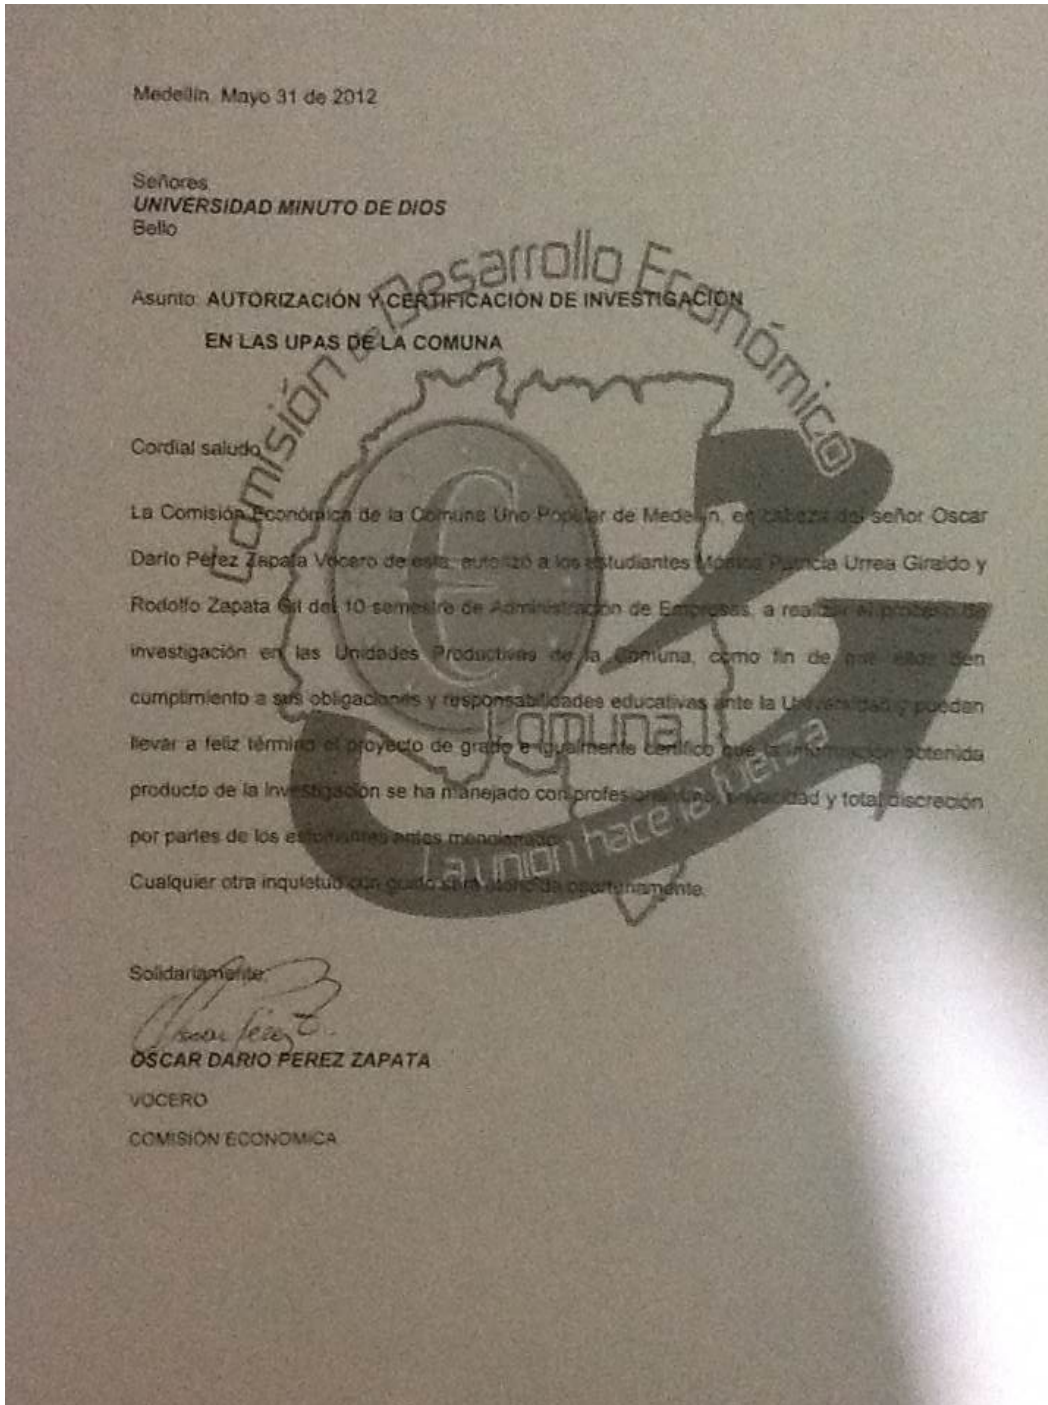 Medellín, Mayo 31 de 2012
Señores
UNIVERSIDAD MINUTO DE DIOS
Bello
Asunto: AUTORIZACIÓN Y CERTIFICACIÓN DE INVESTIGACIÓN
EN LAS UPAS DE LA COMUNA
Cordial saludo
La Comisión Económica de la Comuna Uno Popular de Medellín, en cabeza del señor Oscar
Darío Pérez Zapata Vocero de esta, autorizó a los estudiantes Mónica Patricia Urrea Giraldo y
Rodolfo Zapata Gil del 10 semestre de Administración de Empresas, a realizar el proceso de
investigación en las Unidades Productivas de la Comuna, como fin de que ellos den
cumplimiento a sus obligaciones y responsabilidades educativas ante la Universidad y puedan
llevar a feliz término el proyecto de grado e igualmente certifico que la información obtenida
producto de la Investigación se ha manejado con profesionalismo, y total discreción
por partes de los estudiantes antes mencionados
Cualquier otra inquietud con gusto será atendida oportunamente.
Solidariamente,
Oscar Pérez Z.
OSCAR DARIO PEREZ ZAPATA
VOCERO
COMISIÓN ECONOMICA
Comisión de Desarrollo Económico
Comuna 1
La unión hace la fuerza